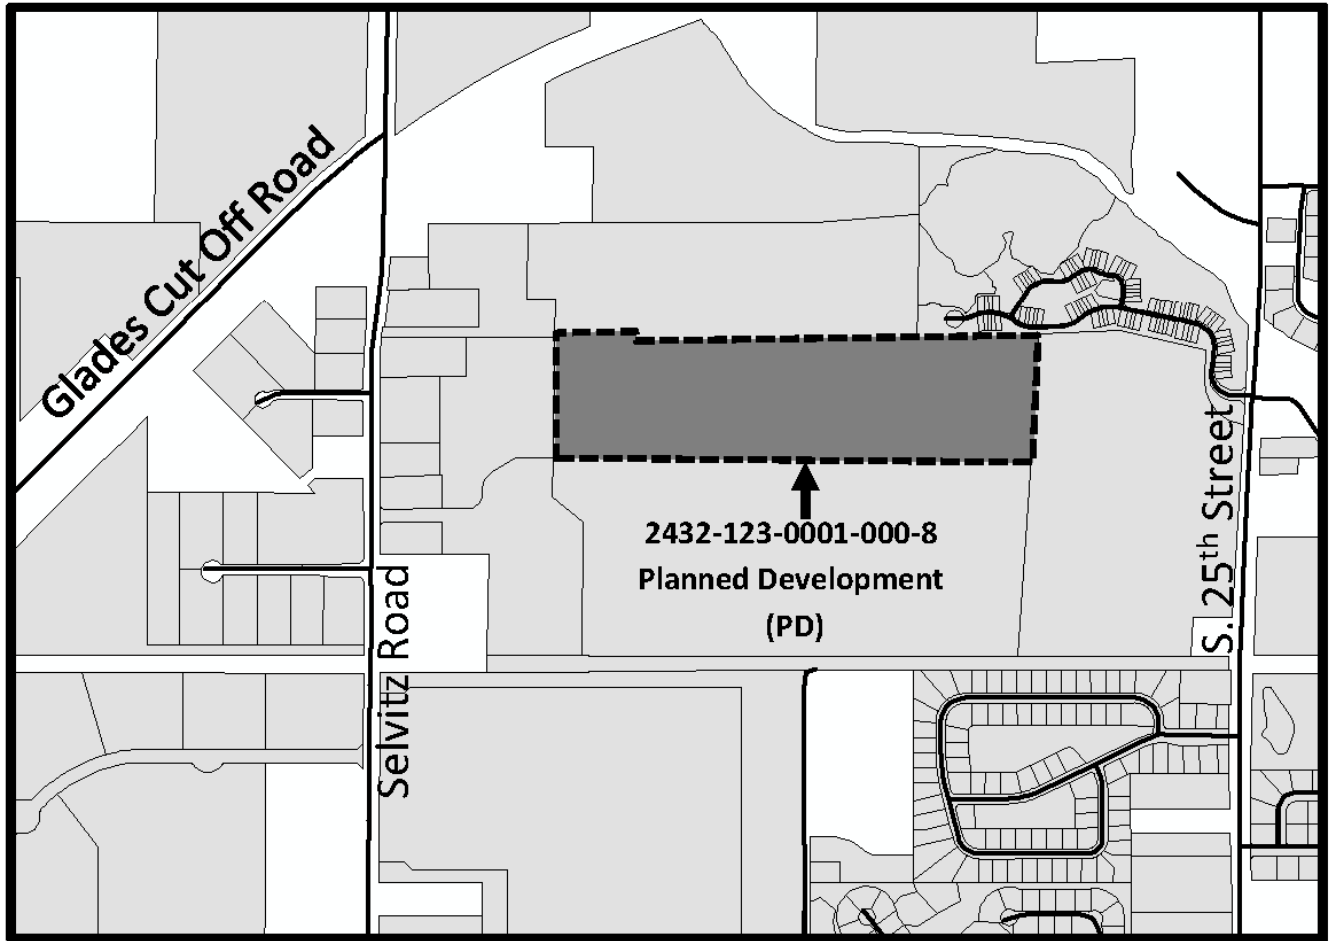 Glades Cut Off Road
2432-123-0001-000-8
Planned Development
(PD)
Selvitz Road
S. 25th Street